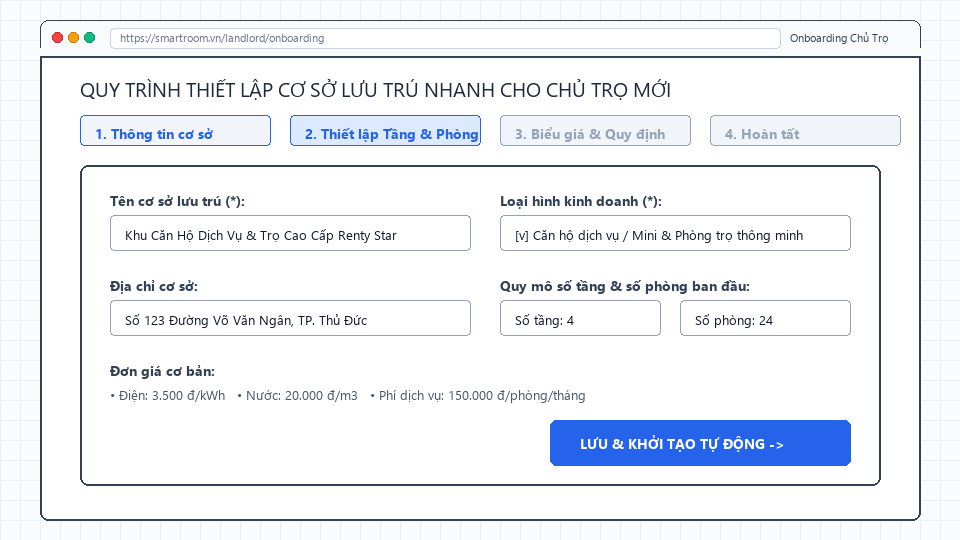 https://smartroom.vn/landlord/onboarding
Onboarding Chủ Trọ
QUY TRÌNH THIẾT LẬP CƠ SỞ LƯU TRÚ NHANH CHO CHỦ TRỌ MỚI
1. Thông tin cơ sở
2. Thiết lập Tầng & Phòng
3. Biểu giá & Quy định
4. Hoàn tất
Tên cơ sở lưu trú (*):
Loại hình kinh doanh (*):
Khu Căn Hộ Dịch Vụ & Trọ Cao Cấp Renty Star
[v] Căn hộ dịch vụ / Mini & Phòng trọ thông minh
Địa chỉ cơ sở:
Quy mô số tầng & số phòng ban đầu:
Số 123 Đường Võ Văn Ngân, TP. Thủ Đức
Số tầng: 4
Số phòng: 24
Đơn giá cơ bản:
• Điện: 3.500 đ/kWh • Nước: 20.000 đ/m3 • Phí dịch vụ: 150.000 đ/phòng/tháng
LƯU & KHỞI TẠO TỰ ĐỘNG ->